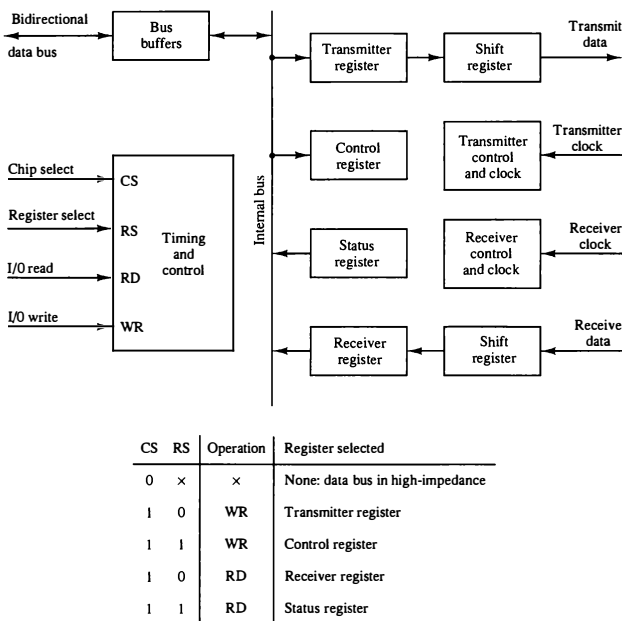 Bidirectional
data bus
Bus
buffers
Transmitter
register
Shift
register
Transmit
data
Internal bus
Control
register
Transmitter
control
and clock
Transmitter
clock
Chip select
CS
Register select
RS
Timing
and
control
I/0 read
RD
I/0 write
WR
Status
register
Receiver
control
and clock
Receiver
clock
Receiver
register
Shift
register
Receive
data
CS RS Operation Register selected
0 × × None: data bus in high-impedance
1 0 WR Transmitter register
1 1 WR Control register
1 0 RD Receiver register
1 1 RD Status register